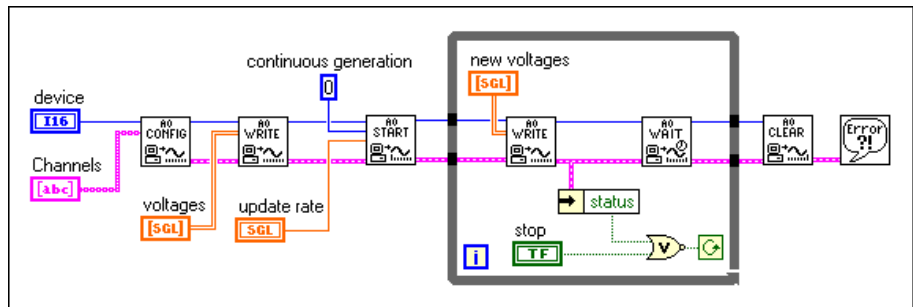 continuous generation
new voltages
0
[SGL]
device
I16
AO CONFIG
AO WRITE
AO START
AO WRITE
AO WAIT
AO CLEAR
Error ?!
Channels
[abc]
voltages
[SGL]
update rate
SGL
status
stop
TF
V
i